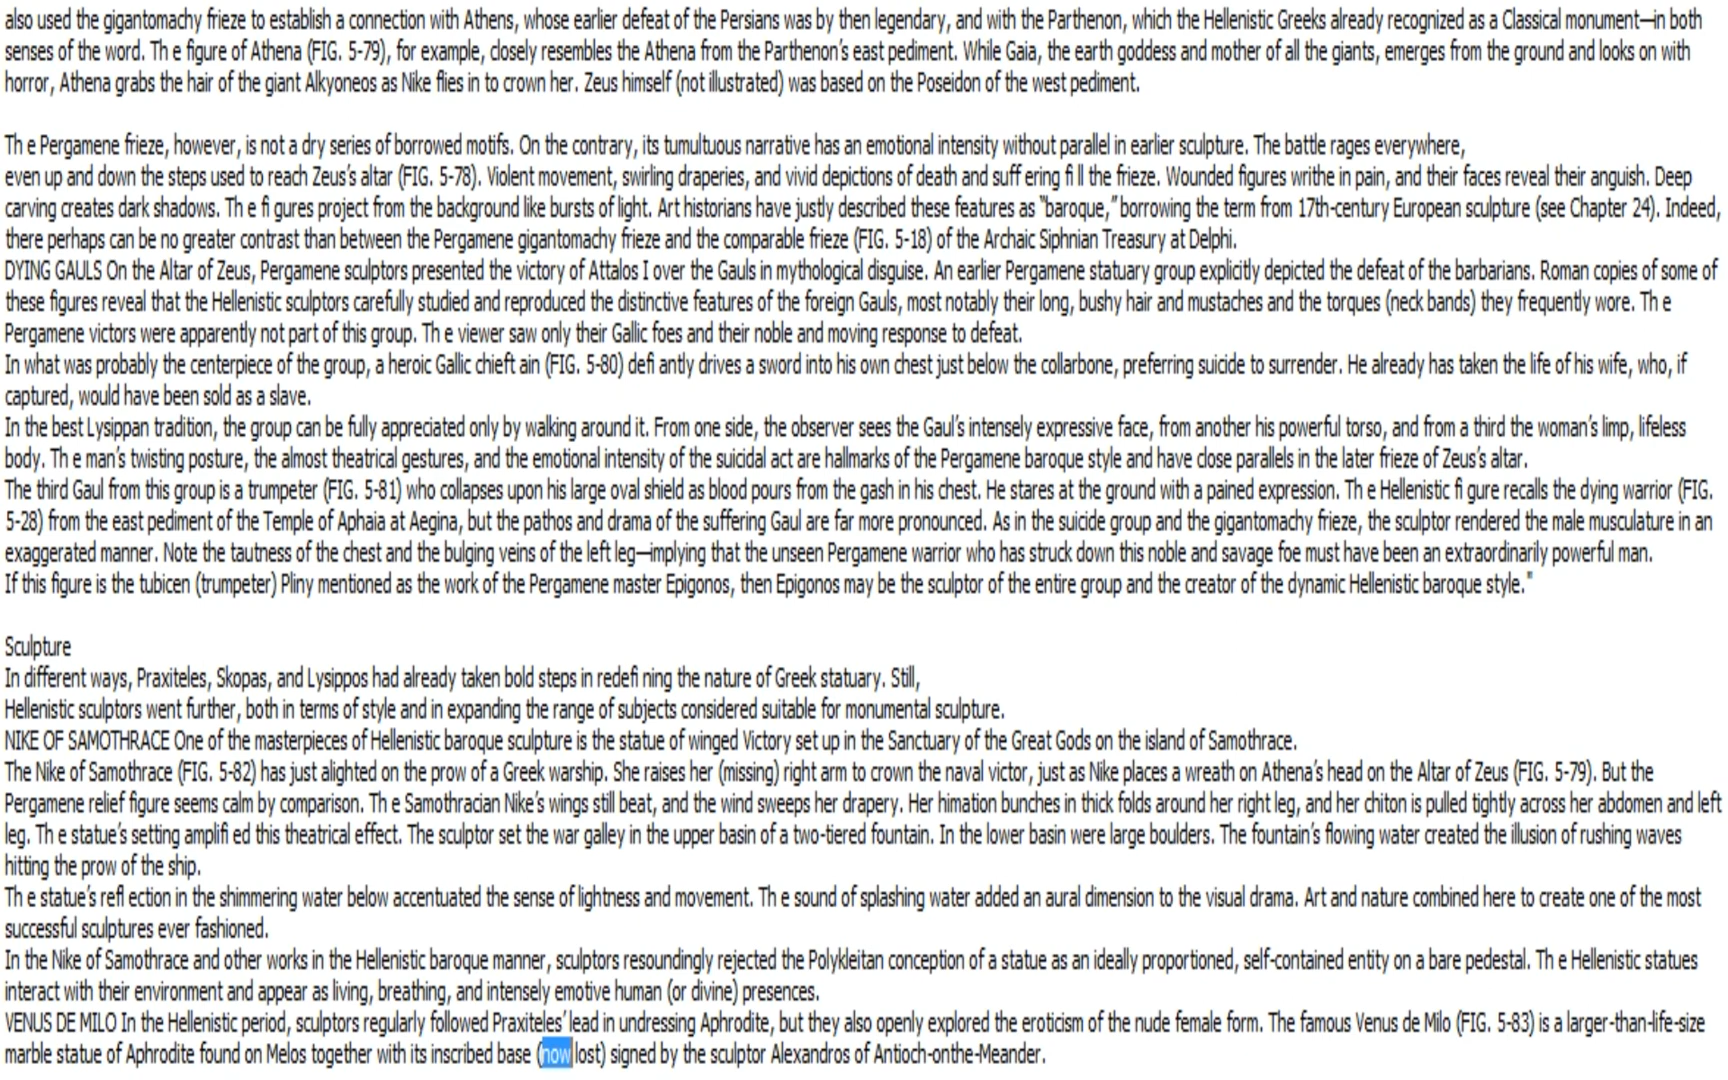 also used the gigantomachy frieze to establish a connection with Athens, whose earlier defeat of the Persians was by then legendary, and with the Parthenon, which the Hellenistic Greeks already recognized as a Classical monument—in both
senses of the word. Th e figure of Athena (FIG. 5-79), for example, closely resembles the Athena from the Parthenon's east pediment. While Gaia, the earth goddess and mother of all the giants, emerges from the ground and looks on with
horror, Athena grabs the hair of the giant Alkyoneos as Nike flies in to crown her. Zeus himself (not illustrated) was based on the Poseidon of the west pediment.
Th e Pergamene frieze, however, is not a dry series of borrowed motifs. On the contrary, its tumultuous narrative has an emotional intensity without parallel in earlier sculpture. The battle rages everywhere,
even up and down the steps used to reach Zeus's altar (FIG. 5-78). Violent movement, swirling draperies, and vivid depictions of death and suff ering fi ll the frieze. Wounded figures writhe in pain, and their faces reveal their anguish. Deep
carving creates dark shadows. Th e fi gures project from the background like bursts of light. Art historians have justly described these features as "baroque," borrowing the term from 17th-century European sculpture (see Chapter 24). Indeed,
there perhaps can be no greater contrast than between the Pergamene gigantomachy frieze and the comparable frieze (FIG. 5-18) of the Archaic Siphnian Treasury at Delphi.
DYING GAULS On the Altar of Zeus, Pergamene sculptors presented the victory of Attalos I over the Gauls in mythological disguise. An earlier Pergamene statuary group explicitly depicted the defeat of the barbarians. Roman copies of some of
these figures reveal that the Hellenistic sculptors carefully studied and reproduced the distinctive features of the foreign Gauls, most notably their long, bushy hair and mustaches and the torques (neck bands) they frequently wore. Th e
Pergamene victors were apparently not part of this group. Th e viewer saw only their Gallic foes and their noble and moving response to defeat.
In what was probably the centerpiece of the group, a heroic Gallic chieft ain (FIG. 5-80) defi antly drives a sword into his own chest just below the collarbone, preferring suicide to surrender. He already has taken the life of his wife, who, if
captured, would have been sold as a slave.
In the best Lysippan tradition, the group can be fully appreciated only by walking around it. From one side, the observer sees the Gaul's intensely expressive face, from another his powerful torso, and from a third the woman's limp, lifeless
body. Th e man's twisting posture, the almost theatrical gestures, and the emotional intensity of the suicidal act are hallmarks of the Pergamene baroque style and have close parallels in the later frieze of Zeus's altar.
The third Gaul from this group is a trumpeter (FIG. 5-81) who collapses upon his large oval shield as blood pours from the gash in his chest. He stares at the ground with a pained expression. Th e Hellenistic fi gure recalls the dying warrior (FIG.
5-28) from the east pediment of the Temple of Aphaia at Aegina, but the pathos and drama of the suffering Gaul are far more pronounced. As in the suicide group and the gigantomachy frieze, the sculptor rendered the male musculature in an
exaggerated manner. Note the tautness of the chest and the bulging veins of the left leg—implying that the unseen Pergamene warrior who has struck down this noble and savage foe must have been an extraordinarily powerful man.
If this figure is the tubicen (trumpeter) Pliny mentioned as the work of the Pergamene master Epigonos, then Epigonos may be the sculptor of the entire group and the creator of the dynamic Hellenistic baroque style."
Sculpture
In different ways, Praxiteles, Skopas, and Lysippos had already taken bold steps in redefi ning the nature of Greek statuary. Still,
Hellenistic sculptors went further, both in terms of style and in expanding the range of subjects considered suitable for monumental sculpture.
NIKE OF SAMOTHRACE One of the masterpieces of Hellenistic baroque sculpture is the statue of winged Victory set up in the Sanctuary of the Great Gods on the island of Samothrace.
The Nike of Samothrace (FIG. 5-82) has just alighted on the prow of a Greek warship. She raises her (missing) right arm to crown the naval victor, just as Nike places a wreath on Athena's head on the Altar of Zeus (FIG. 5-79). But the
Pergamene relief figure seems calm by comparison. Th e Samothracian Nike's wings still beat, and the wind sweeps her drapery. Her himation bunches in thick folds around her right leg, and her chiton is pulled tightly across her abdomen and left
leg. Th e statue's setting amplifi ed this theatrical effect. The sculptor set the war galley in the upper basin of a two-tiered fountain. In the lower basin were large boulders. The fountain's flowing water created the illusion of rushing waves
hitting the prow of the ship.
Th e statue's refl ection in the shimmering water below accentuated the sense of lightness and movement. Th e sound of splashing water added an aural dimension to the visual drama. Art and nature combined here to create one of the most
successful sculptures ever fashioned.
In the Nike of Samothrace and other works in the Hellenistic baroque manner, sculptors resoundingly rejected the Polykleitan conception of a statue as an ideally proportioned, self-contained entity on a bare pedestal. Th e Hellenistic statues
interact with their environment and appear as living, breathing, and intensely emotive human (or divine) presences.
VENUS DE MILO In the Hellenistic period, sculptors regularly followed Praxiteles' lead in undressing Aphrodite, but they also openly explored the eroticism of the nude female form. The famous Venus de Milo (FIG. 5-83) is a larger-than-life-size
marble statue of Aphrodite found on Melos together with its inscribed base (now lost) signed by the sculptor Alexandros of Antioch-onthe-Meander.